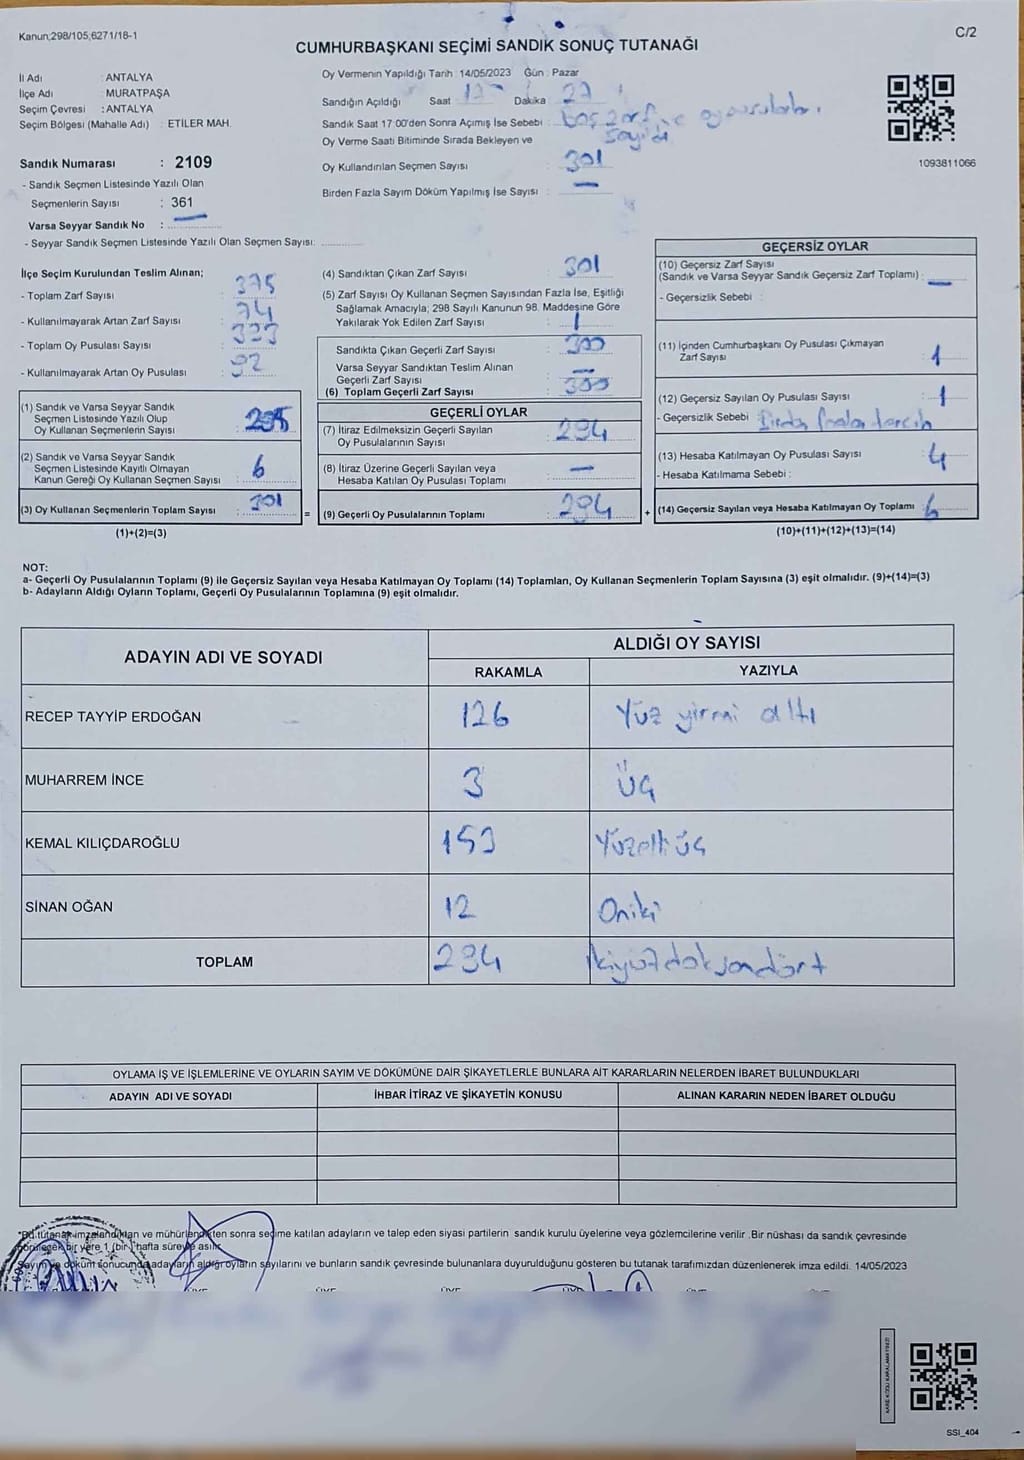 Kanun;298/105;6271/18-1
C/2
CUMHURBAŞKANI SEÇİMİ SANDIK SONUÇ TUTANAĞI
İl Adı : ANTALYA
İlçe Adı : MURATPAŞA
Seçim Çevresi : ANTALYA
Seçim Bölgesi (Mahalle Adı) : ETİLER MAH.
Sandık Numarası : 2109
- Sandık Seçmen Listesinde Yazılı Olan
Seçmenlerin Sayısı : 361
Varsa Seyyar Sandık No : —
- Seyyar Sandık Seçmen Listesinde Yazılı Olan Seçmen Sayısı:
Oy Vermenin Yapıldığı Tarih : 14/05/2023 Gün : Pazar
Sandığın Açıldığı Saat 17 Dakika 27
Sandık Saat 17:00'den Sonra Açımış İse Sebebi : boş zarf ve oy pusulaları
sayıldı
Oy Verme Saati Bitiminde Sırada Bekleyen ve
Oy Kullandırılan Seçmen Sayısı : 301
Birden Fazla Sayım Döküm Yapılmış İse Sayısı : —
1093811066
İlçe Seçim Kurulundan Teslim Alınan;
- Toplam Zarf Sayısı : 375
- Kullanılmayarak Artan Zarf Sayısı : 74
- Toplam Oy Pusulası Sayısı : 393
- Kullanılmayarak Artan Oy Pusulası : 92
(1) Sandık ve Varsa Seyyar Sandık
Seçmen Listesinde Yazılı Olup
Oy Kullanan Seçmenlerin Sayısı : 295
(2) Sandık ve Varsa Seyyar Sandık
Seçmen Listesinde Kayıtlı Olmayan
Kanun Gereği Oy Kullanan Seçmen Sayısı : 6
(3) Oy Kullanan Seçmenlerin Toplam Sayısı : 301
(1)+(2)=(3)
=
(4) Sandıktan Çıkan Zarf Sayısı : 301
(5) Zarf Sayısı Oy Kullanan Seçmen Sayısından Fazla İse, Eşitliği
Sağlamak Amacıyla; 298 Sayılı Kanunun 98. Maddesine Göre
Yakılarak Yok Edilen Zarf Sayısı : 1
Sandıkta Çıkan Geçerli Zarf Sayısı : 300
Varsa Seyyar Sandıktan Teslim Alınan
Geçerli Zarf Sayısı : —
(6) Toplam Geçerli Zarf Sayısı : 300
GEÇERLİ OYLAR
(7) İtiraz Edilmeksizin Geçerli Sayılan
Oy Pusulalarının Sayısı : 294
(8) İtiraz Üzerine Geçerli Sayılan veya
Hesaba Katılan Oy Pusulası Toplamı : —
(9) Geçerli Oy Pusulalarının Toplamı : 294
+
GEÇERSİZ OYLAR
(10) Geçersiz Zarf Sayısı
(Sandık ve Varsa Seyyar Sandık Geçersiz Zarf Toplamı) : —
- Geçersizlik Sebebi :
(11) İçinden Cumhurbaşkanı Oy Pusulası Çıkmayan
Zarf Sayısı : 1
(12) Geçersiz Sayılan Oy Pusulası Sayısı : 1
- Geçersizlik Sebebi : Birden fazla tercih
(13) Hesaba Katılmayan Oy Pusulası Sayısı : 4
- Hesaba Katılmama Sebebi :
(14) Geçersiz Sayılan veya Hesaba Katılmayan Oy Toplamı : 6
(10)+(11)+(12)+(13)=(14)
NOT:
a- Geçerli Oy Pusulalarının Toplamı (9) ile Geçersiz Sayılan veya Hesaba Katılmayan Oy Toplamı (14) Toplamları, Oy Kullanan Seçmenlerin Toplam Sayısına (3) eşit olmalıdır. (9)+(14)=(3)
b- Adayların Aldığı Oyların Toplamı, Geçerli Oy Pusulalarının Toplamına (9) eşit olmalıdır.
ADAYIN ADI VE SOYADI ALDIĞI OY SAYISI
RAKAMLA YAZIYLA
RECEP TAYYİP ERDOĞAN 126 Yüz yirmi altı
MUHARREM İNCE 3 Üç
KEMAL KILIÇDAROĞLU 153 Yüzelli üç
SİNAN OĞAN 12 Oniki
TOPLAM 294 ikiyüzdoksandört
OYLAMA İŞ VE İŞLEMLERİNE VE OYLARIN SAYIM VE DÖKÜMÜNE DAİR ŞİKAYETLERLE BUNLARA AİT KARARLARIN NELERDEN İBARET BULUNDUKLARI
ADAYIN ADI VE SOYADI İHBAR İTİRAZ VE ŞİKAYETİN KONUSU ALINAN KARARIN NEDEN İBARET OLDUĞU
*Bu tutanak imzalandıktan ve mühürlendikten sonra seçime katılan adayların ve talep eden siyasi partilerin sandık kurulu üyelerine veya gözlemcilerine verilir .Bir nüshası da sandık çevresinde
görülecek bir yere 1 (bir) hafta süreyle asılır.
Sayım ve döküm sonucunda adayların aldığı oyların sayılarını ve bunların sandık çevresinde bulunanlara duyurulduğunu gösteren bu tutanak tarafımızdan düzenlenerek imza edildi. 14/05/2023
KARE KODU KARALAMAYINIZ!
SSI_404